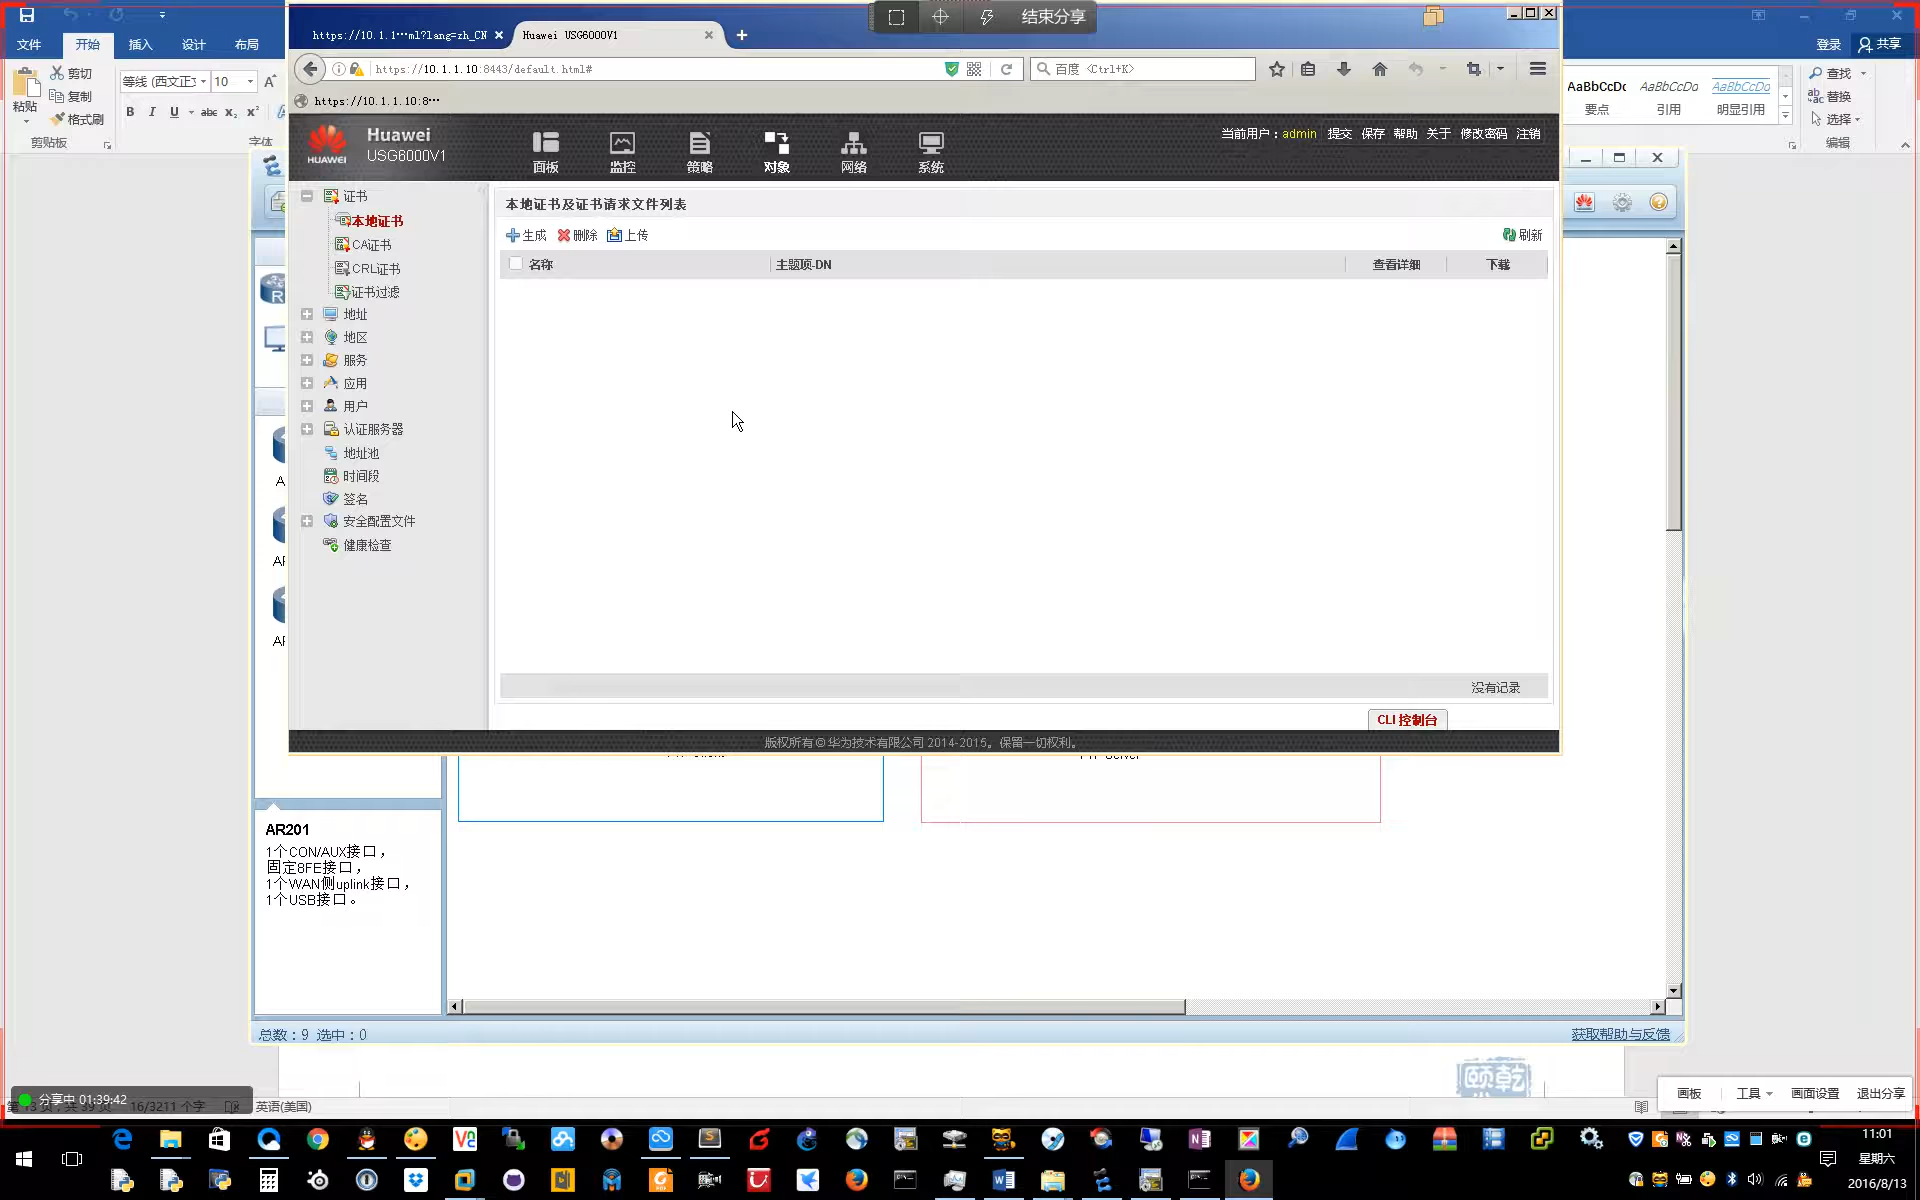 文件 开始 插入 设计 布局
登录 共享
https://10.1.1···ml?lang=zh_CN
Huawei USG6000V1
结束分享
https://10.1.1.10:8443/default.html#
百度 <Ctrl+K>
https://10.1.1.10:8···
粘贴 剪切
复制
格式刷
剪贴板
等线 (西文正: 10
B I U abc x₂ x²
字体
AaBbCcDc AaBbCcDo AaBbCcDo
要点 引用 明显引用
查找
替换
选择
编辑
HUAWEI
Huawei
USG6000V1
面板 监控 策略 对象 网络 系统
当前用户：admin 提交 保存 帮助 关于 修改密码 注销
证书
本地证书
CA证书
CRL证书
证书过滤
地址
地区
服务
应用
用户
认证服务器
地址池
时间段
签名
安全配置文件
健康检查
本地证书及证书请求文件列表
生成 删除 上传
刷新
名称 主题项-DN 查看详细 下载
没有记录
CLI 控制台
版权所有©华为技术有限公司 2014-2015。保留一切权利。
AR201
1个CON/AUX接口，
固定8FE接口，
1个WAN侧uplink接口，
1个USB接口。
总数：9 选中：0
获取帮助与反馈
颐乾
分享中 01:39:42
16/3211 个字
英语(美国)
画板 工具 画面设置 退出分享
11:01
星期六
2016/8/13